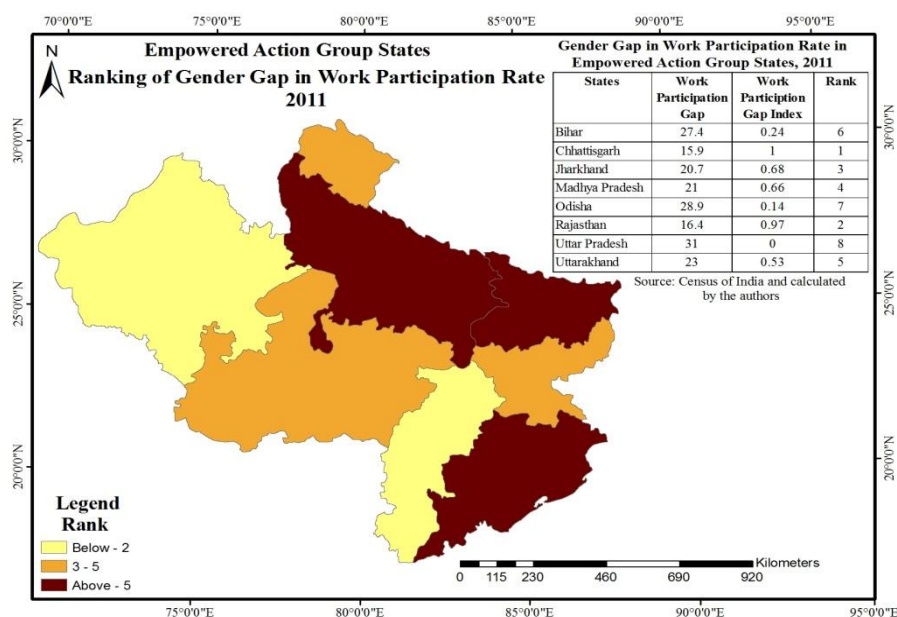 70°0'0"E 75°0'0"E 80°0'0"E 85°0'0"E 90°0'0"E 95°0'0"E
N
Empowered Action Group States
Ranking of Gender Gap in Work Participation Rate
2011
Gender Gap in Work Participation Rate in
Empowered Action Group States, 2011
States Work Participation Gap Work Particiption Gap Index Rank
Bihar 27.4 0.24 6
Chhattisgarh 15.9 1 1
Jharkhand 20.7 0.68 3
Madhya Pradesh 21 0.66 4
Odisha 28.9 0.14 7
Rajasthan 16.4 0.97 2
Uttar Pradesh 31 0 8
Uttarakhand 23 0.53 5
Source: Census of India and calculated
by the authors
30°0'0"N 30°0'0"N
25°0'0"N 25°0'0"N
20°0'0"N 20°0'0"N
Legend
Rank
Below - 2
3 - 5
Above - 5
Kilometers
0 115 230 460 690 920
75°0'0"E 80°0'0"E 85°0'0"E 90°0'0"E 95°0'0"E